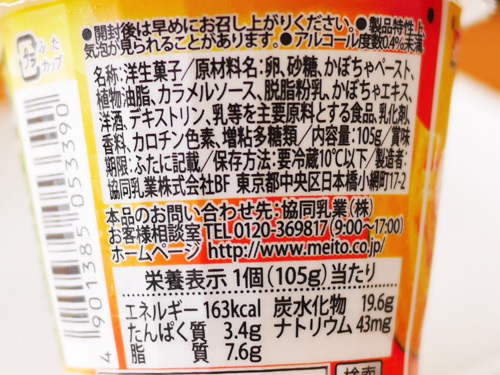 ●開封後は早めにお召し上がりください。●製品特性上、
気泡が見られることがあります。●アルコール度数0.4%未満
プラ
ふた
カップ
名称:洋生菓子/原材料名:卵、砂糖、かぼちゃペースト、
植物油脂、カラメルソース、脱脂粉乳、かぼちゃエキス、
洋酒、デキストリン、乳等を主要原料とする食品、乳化剤、
香料、カロチン色素、増粘多糖類/内容量:105g/賞味
期限:ふたに記載/保存方法:要冷蔵10℃以下/製造者:
協同乳業株式会社BF 東京都中央区日本橋小網町17-2
本品のお問い合わせ先:協同乳業(株)
お客様相談室 TEL0120-369817(9:00〜17:00)
ホームページ http://www.meito.co.jp/
栄養表示 1個(105g)当たり
エネルギー 163kcal 炭水化物 19.6g
たんぱく質 3.4g ナトリウム 43mg
脂質 7.6g
検索
4 901385 053390